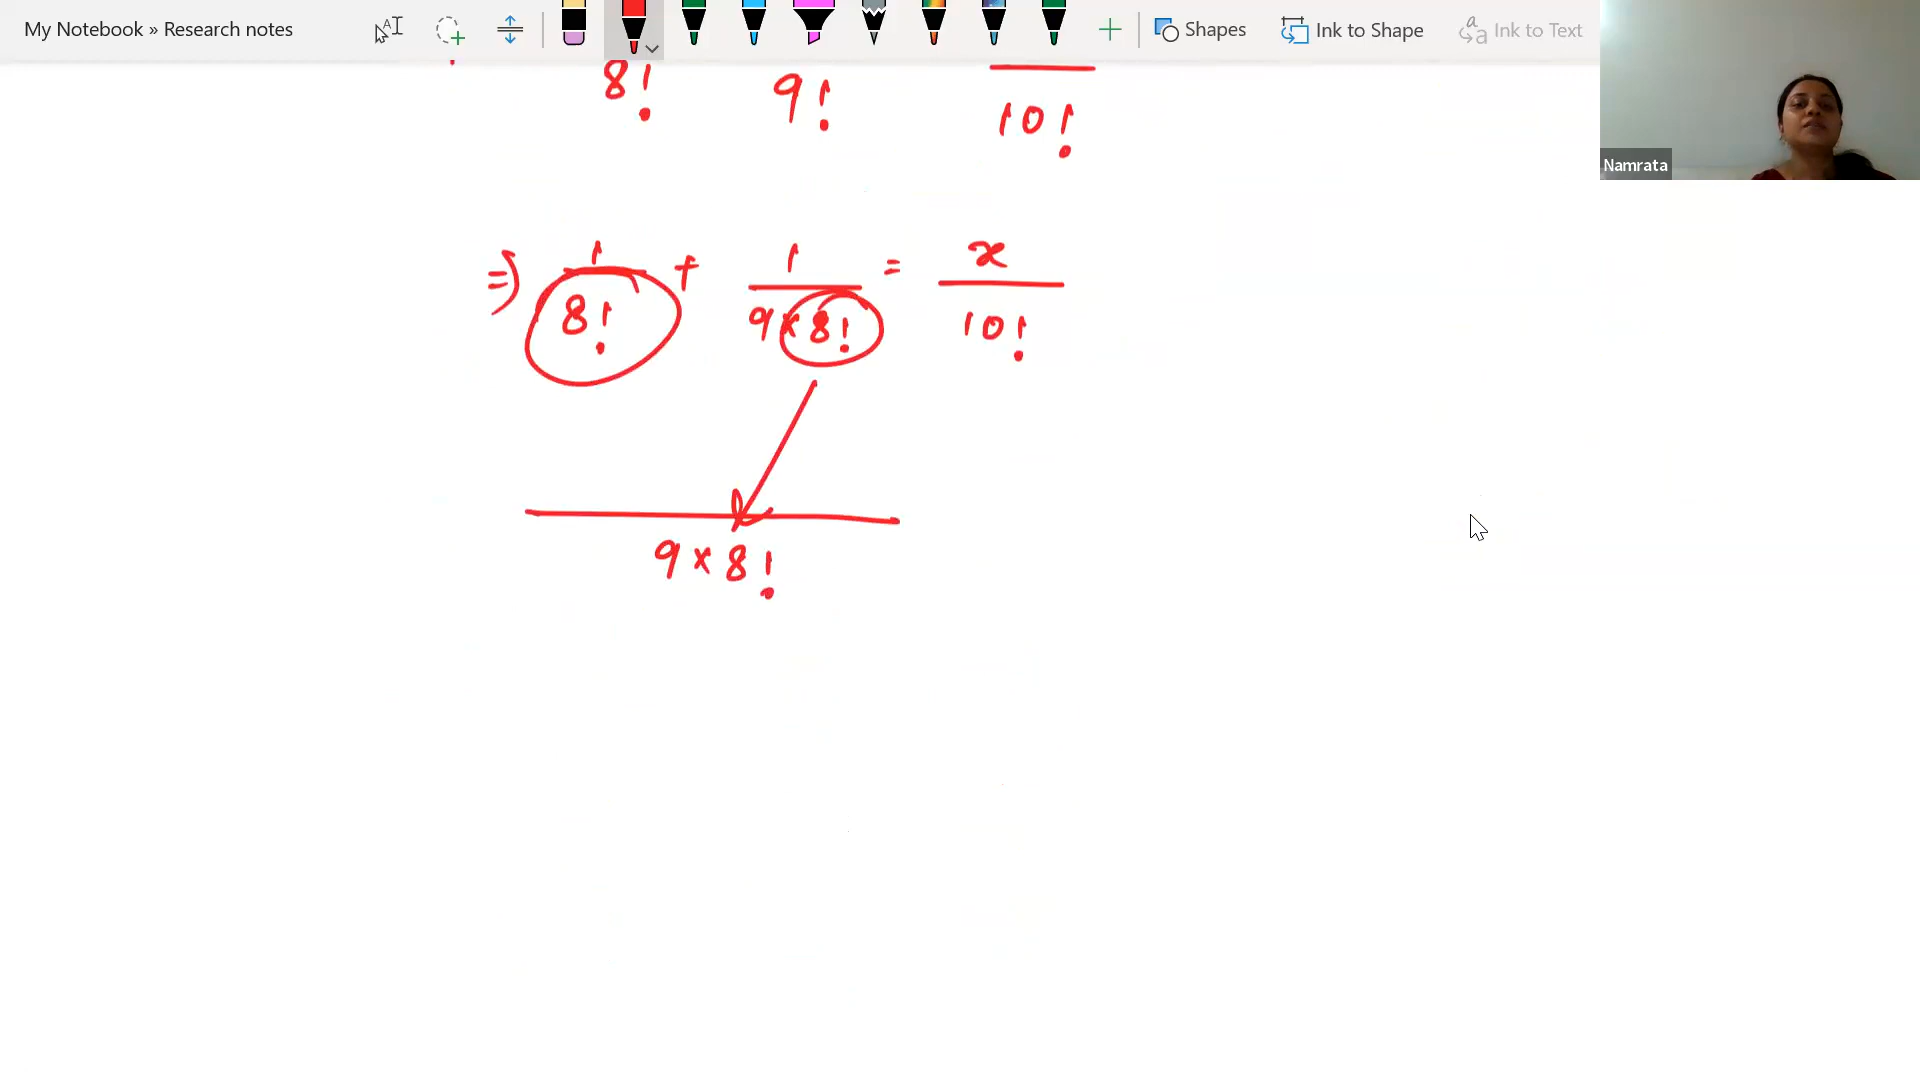 My Notebook » Research notes
Shapes
Ink to Shape
Ink to Text
Namrata
8! 9! 10!
⇒ 1/8! + 1/(9 × 8!) = x/10!
9 × 8!